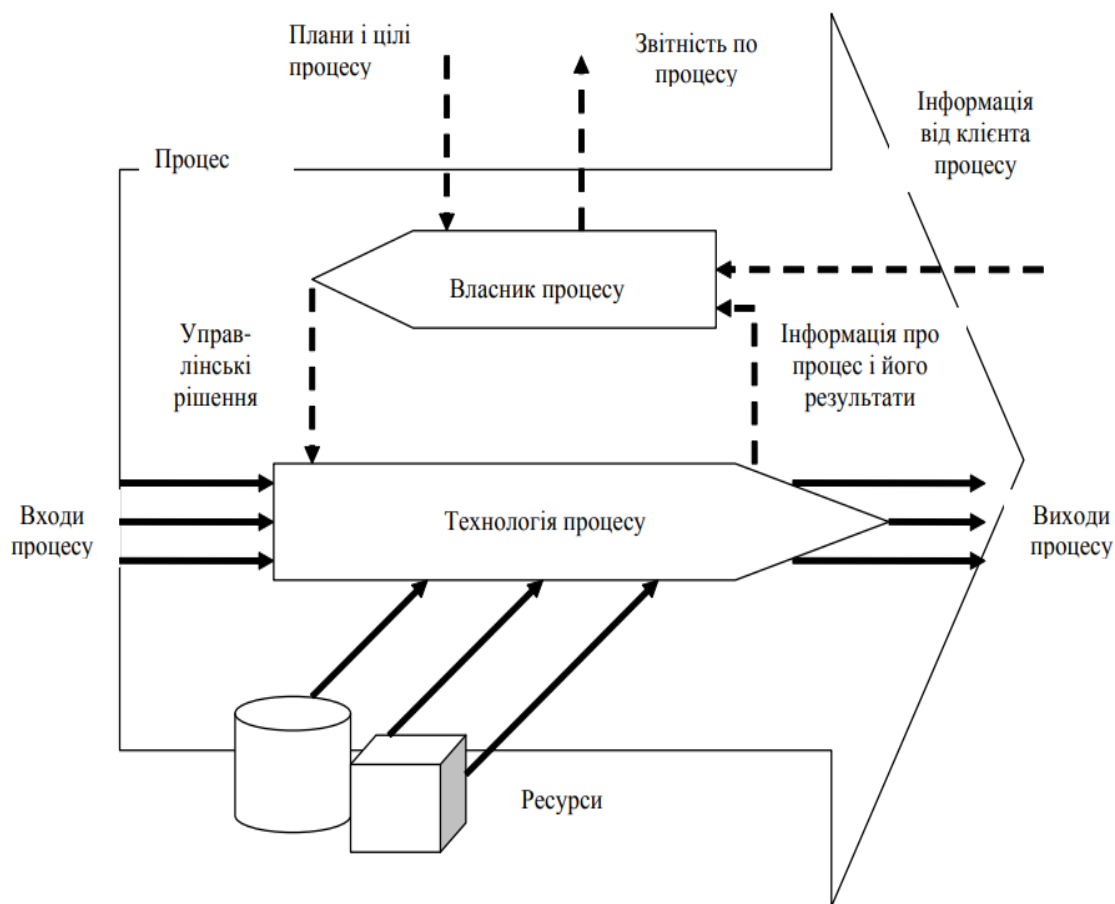 Плани і цілі
процесу
Звітність по
процесу
Інформація
від клієнта
процесу
Процес
Власник процесу
Управ-
лінські
рішення
Інформація про
процес і його
результати
Входи
процесу
Технологія процесу
Виходи
процесу
Ресурси